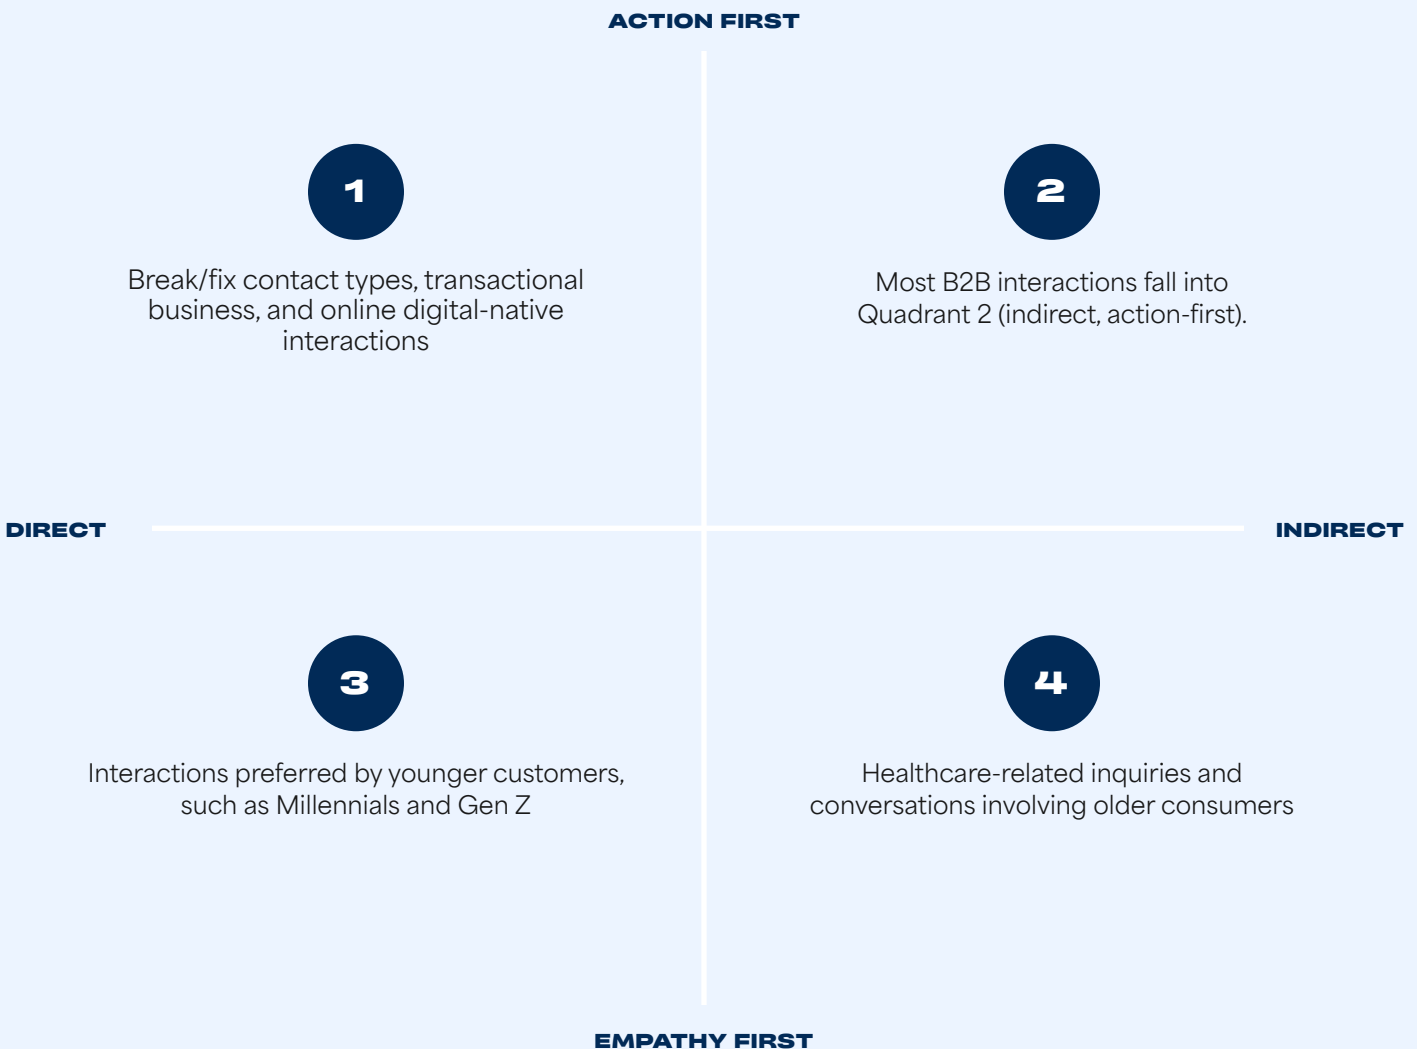 ACTION FIRST
1
Break/fix contact types, transactional
business, and online digital-native
interactions
2
Most B2B interactions fall into
Quadrant 2 (indirect, action-first).
DIRECT
INDIRECT
3
Interactions preferred by younger customers,
such as Millennials and Gen Z
4
Healthcare-related inquiries and
conversations involving older consumers
EMPATHY FIRST